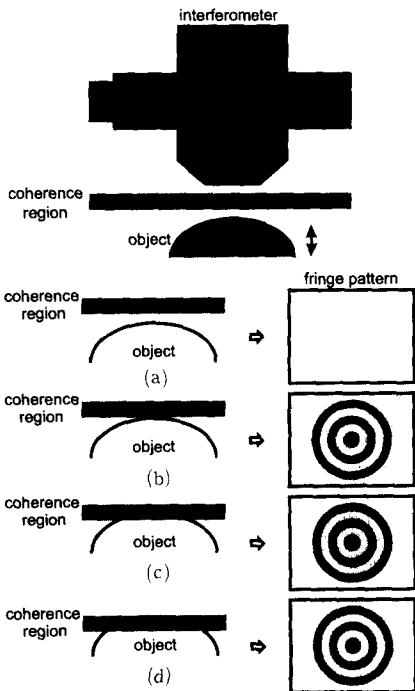 interferometer
coherence
region
object
fringe pattern
coherence
region
object
(a)
coherence
region
object
(b)
coherence
region
object
(c)
coherence
region
object
(d)